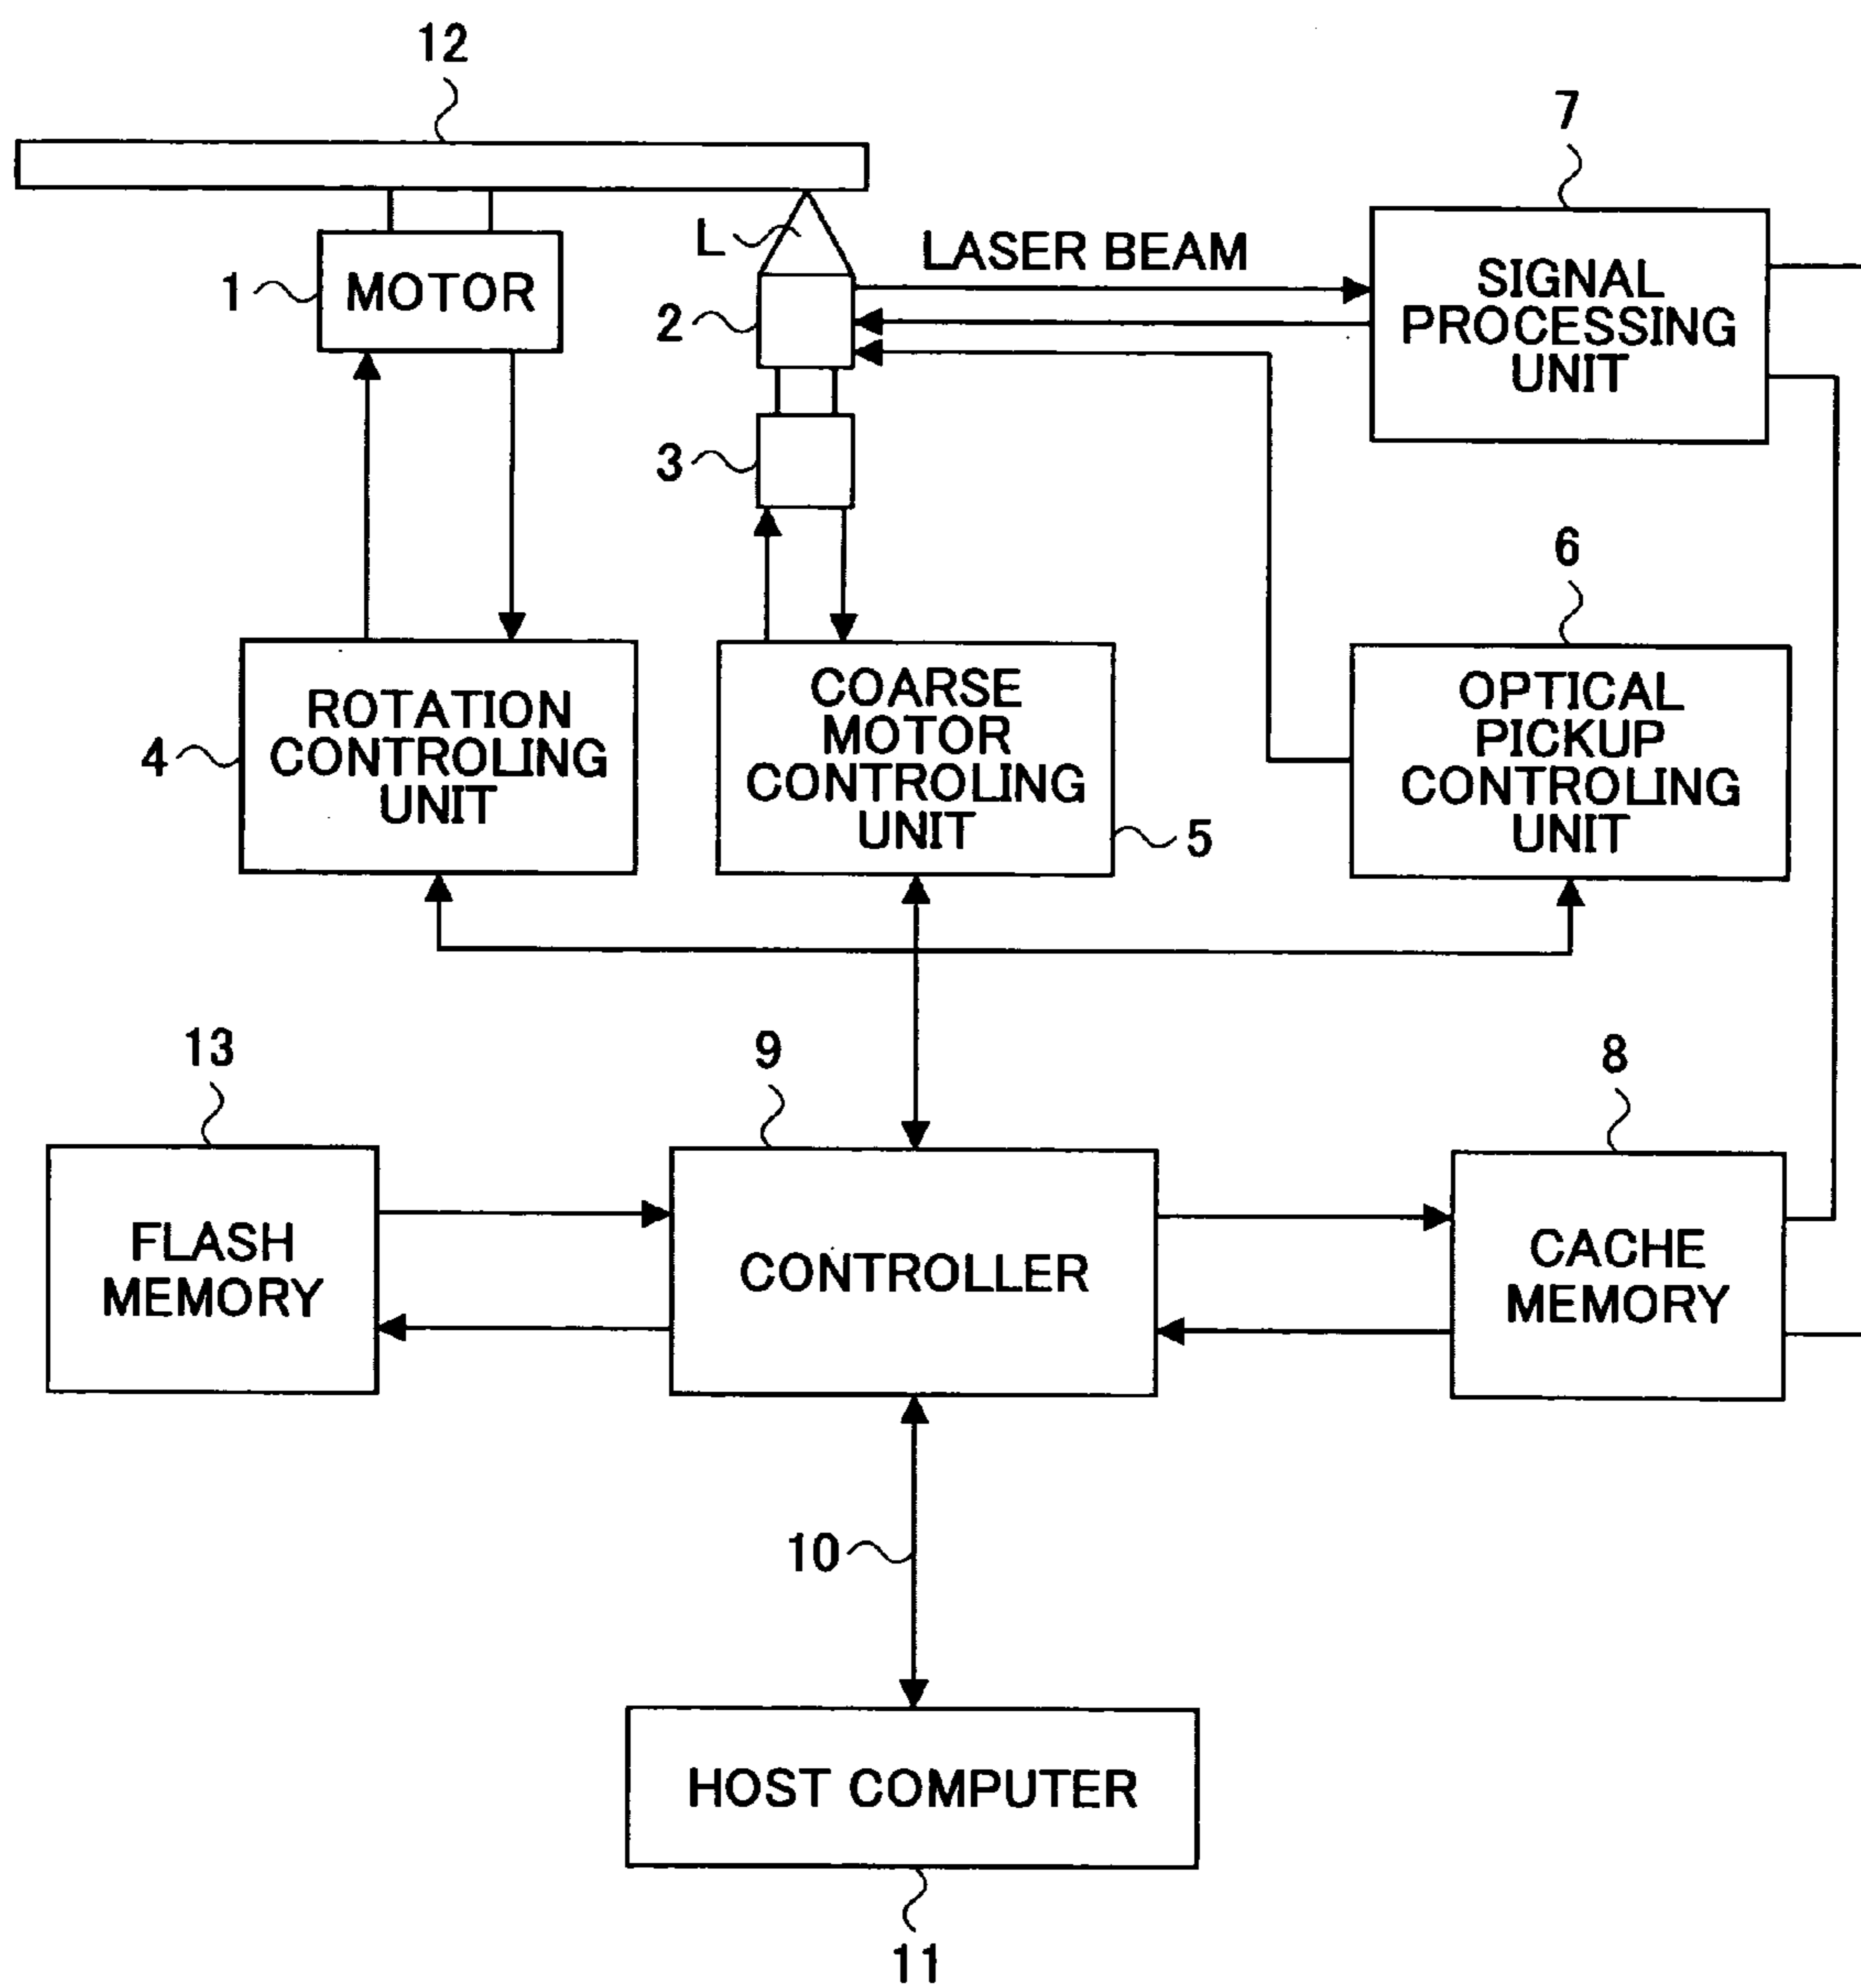 12
7
L
LASER BEAM
1
MOTOR
2
SIGNAL
PROCESSING
UNIT
3
6
4
ROTATION
CONTROLING
UNIT
COARSE
MOTOR
CONTROLING
UNIT
5
OPTICAL
PICKUP
CONTROLING
UNIT
13
9
8
FLASH
MEMORY
CONTROLLER
CACHE
MEMORY
10
HOST COMPUTER
11